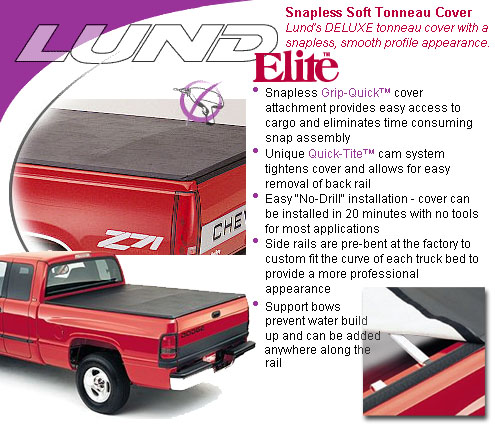 LUND
Snapless Soft Tonneau Cover
Lund's DELUXE tonneau cover with a
snapless, smooth profile appearance.
Elite™
• Snapless Grip-Quick™ cover
attachment provides easy access to
cargo and eliminates time consuming
snap assembly
• Unique Quick-Tite™ cam system
tightens cover and allows for easy
removal of back rail
• Easy "No-Drill" installation - cover can
be installed in 20 minutes with no tools
for most applications
• Side rails are pre-bent at the factory to
custom fit the curve of each truck bed to
provide a more professional
appearance
• Support bows
prevent water build
up and can be added
anywhere along the
rail
Z71
CHEV
DODGE